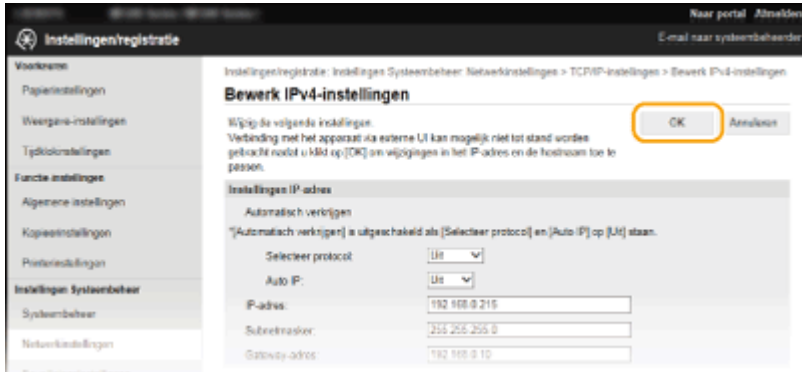 Naar portal Afmelden
Instellingen/registratie
E-mail naar systeembeheerder
Voorkeuren
Papierinstellingen
Weergave-instellingen
Tijdklokinstellingen
Functie-instellingen
Algemene instellingen
Kopieerinstellingen
Printerinstellingen
Instellingen Systeembeheer
Systeembeheer
Netwerkinstellingen
Instellingen/registratie: Instellingen Systeembeheer: Netwerkinstellingen > TCP/IP-instellingen > Bewerk IPv4-instellingen
Bewerk IPv4-instellingen
Wijzig de volgende instellingen.
Verbinding met het apparaat via externe UI kan mogelijk niet tot stand worden
gebracht nadat u klikt op [OK] om wijzigingen in het IP-adres en de hostnaam toe te
passen.
OK
Annuleren
Instellingen IP-adres
Automatisch verkrijgen
*[Automatisch verkrijgen] is uitgeschakeld als [Selecteer protocol] en [Auto IP] op [Uit] staan.
Selecteer protocol: Uit
Auto IP: Uit
IP-adres: 192.168.0.215
Subnetmasker: 255.255.255.0
Gateway-adres: 192.168.0.10